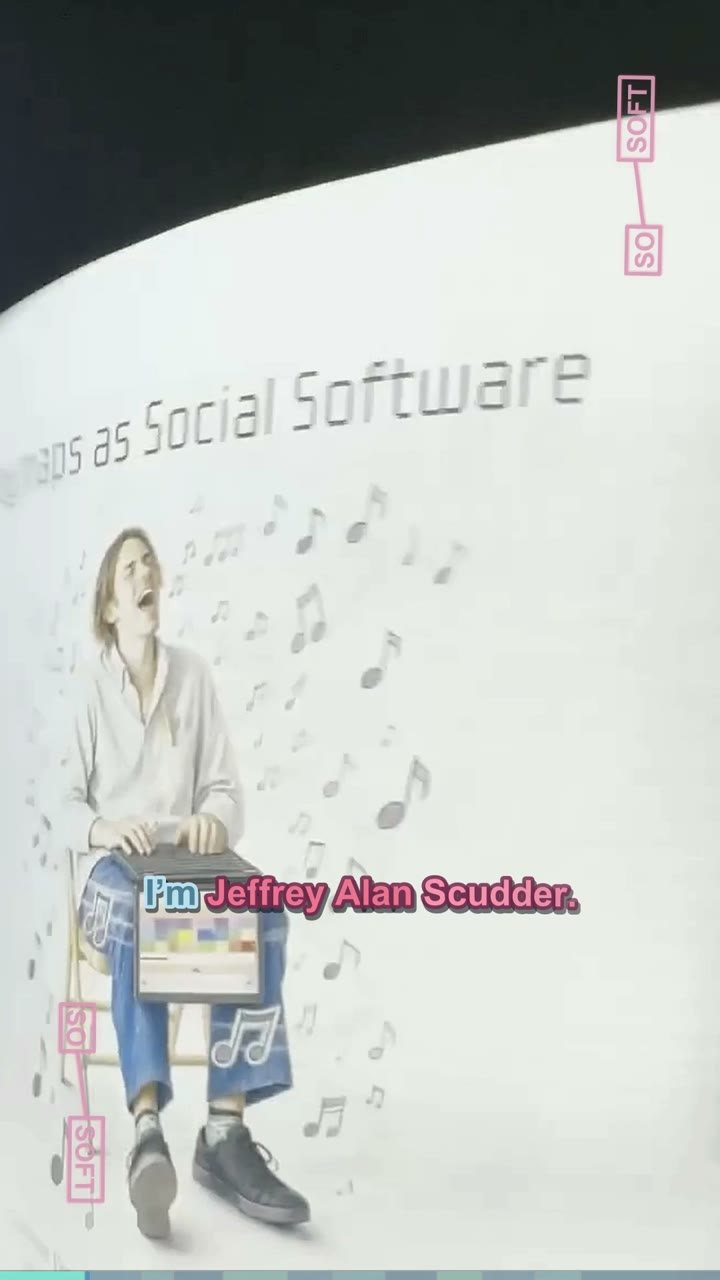 SOFT
SO
as Social Software
I'm Jeffrey Alan Scudder.
SO
SOFT